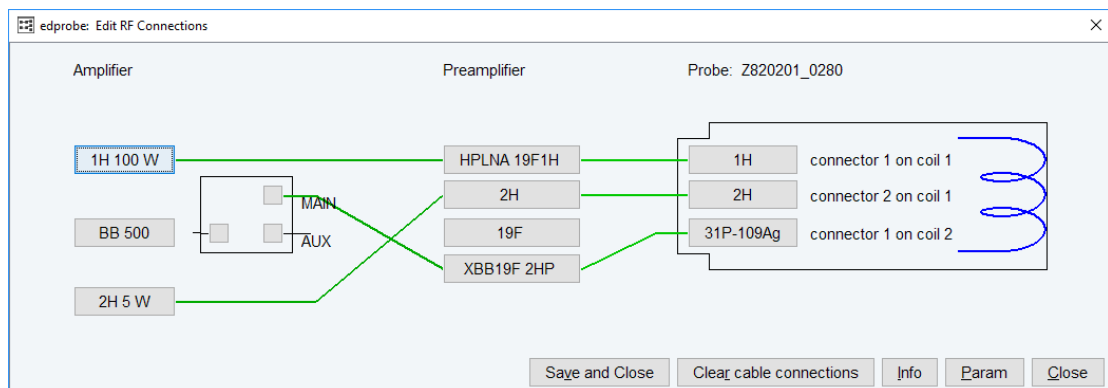 edprobe: Edit RF Connections
Amplifier Preamplifier Probe: Z820201_0280
1H 100 W HPLNA 19F1H 1H connector 1 on coil 1
2H 2H connector 2 on coil 1
MAIN
BB 500 19F 31P-109Ag connector 1 on coil 2
AUX
XBB19F 2HP
2H 5 W
Save and Close Clear cable connections Info Param Close